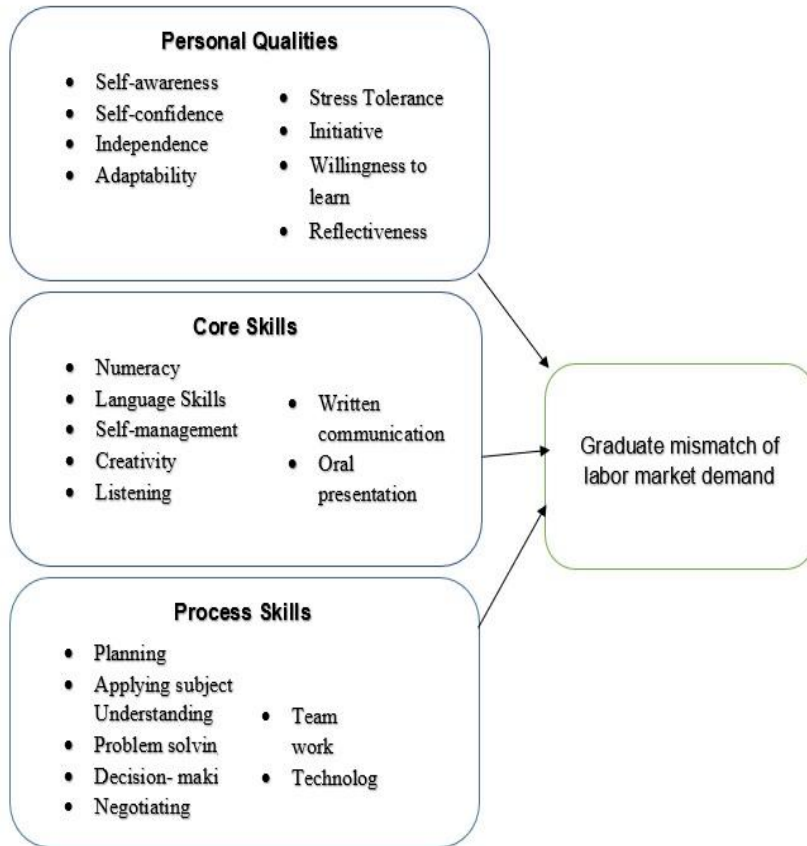 Personal Qualities
• Self-awareness
• Self-confidence
• Independence
• Adaptability
• Stress Tolerance
• Initiative
• Willingness to
learn
• Reflectiveness
Core Skills
• Numeracy
• Language Skills
• Self-management
• Creativity
• Listening
• Written
communication
• Oral
presentation
Process Skills
• Planning
• Applying subject
Understanding
• Problem solvin
• Decision- maki
• Negotiating
• Team
work
• Technolog
Graduate mismatch of
labor market demand